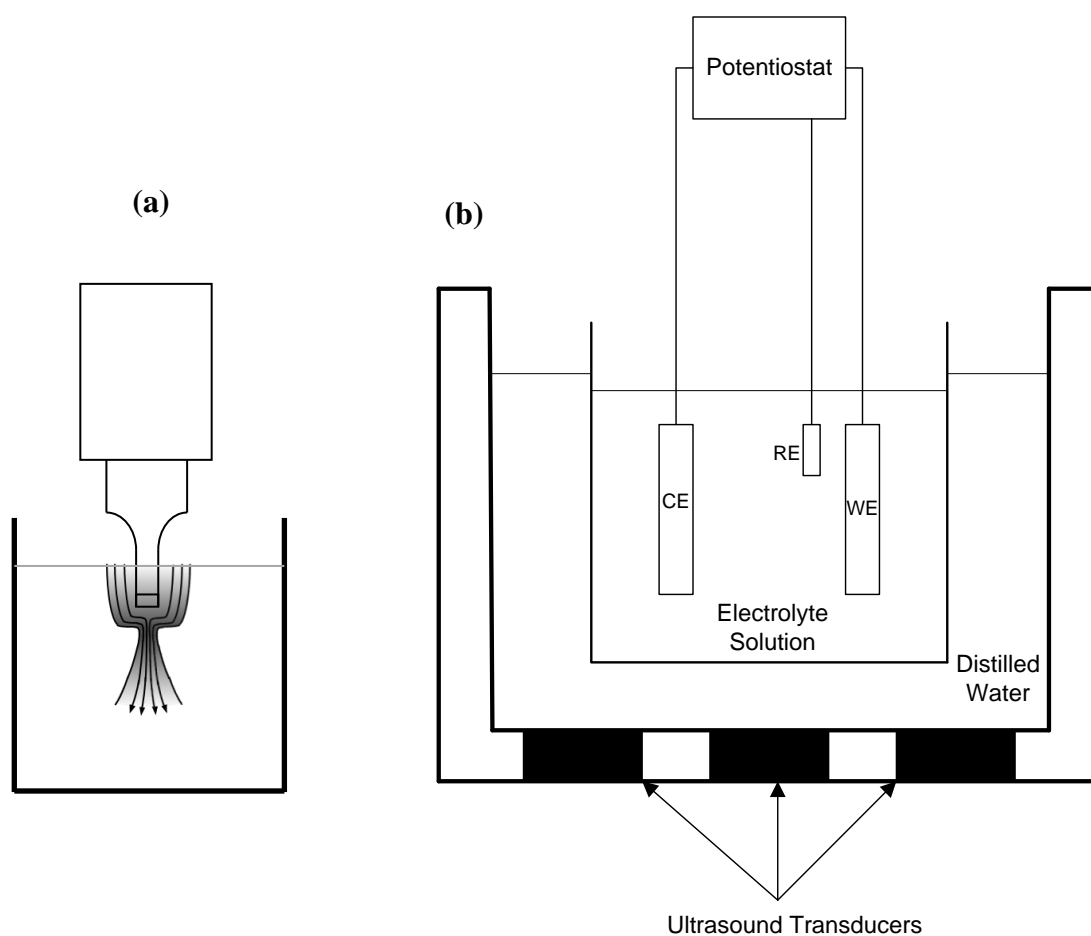 (a)
(b)
Potentiostat
RE
CE
WE
Electrolyte
Solution
Distilled
Water
Ultrasound Transducers